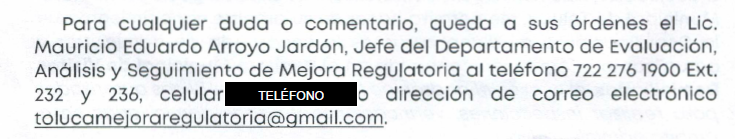 Para cualquier duda o comentario, queda a sus órdenes el Lic.
Mauricio Eduardo Arroyo Jardón, Jefe del Departamento de Evaluación,
Análisis y Seguimiento de Mejora Regulatoria al teléfono 722 276 1900 Ext.
232 y 236, celular TELÉFONO o dirección de correo electrónico
tolucamejoraregulatoria@gmail.com.